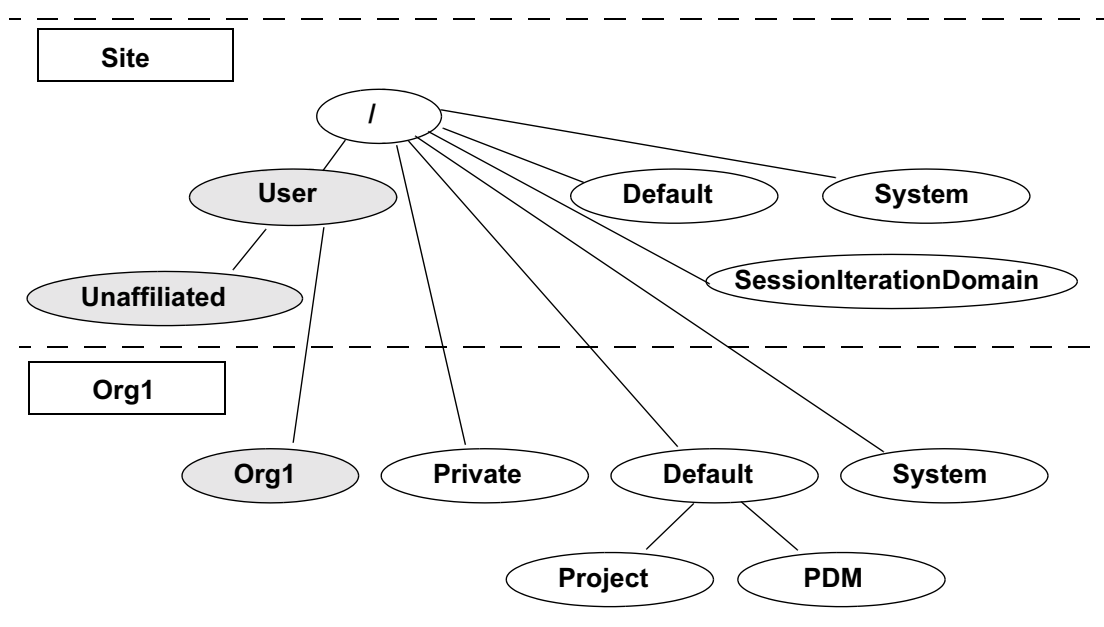 Site
/
User
Default
System
Unaffiliated
SessionIterationDomain
Org1
Org1
Private
Default
System
Project
PDM